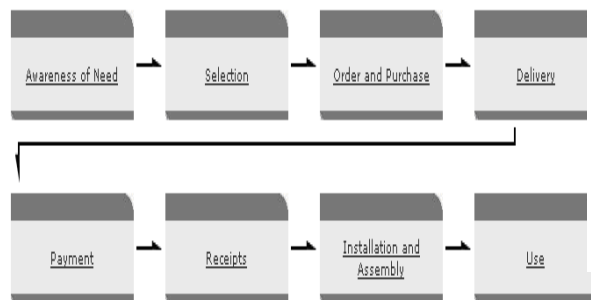 Awareness of Need
Selection
Order and Purchase
Delivery
Payment
Receipts
Installation and
Assembly
Use